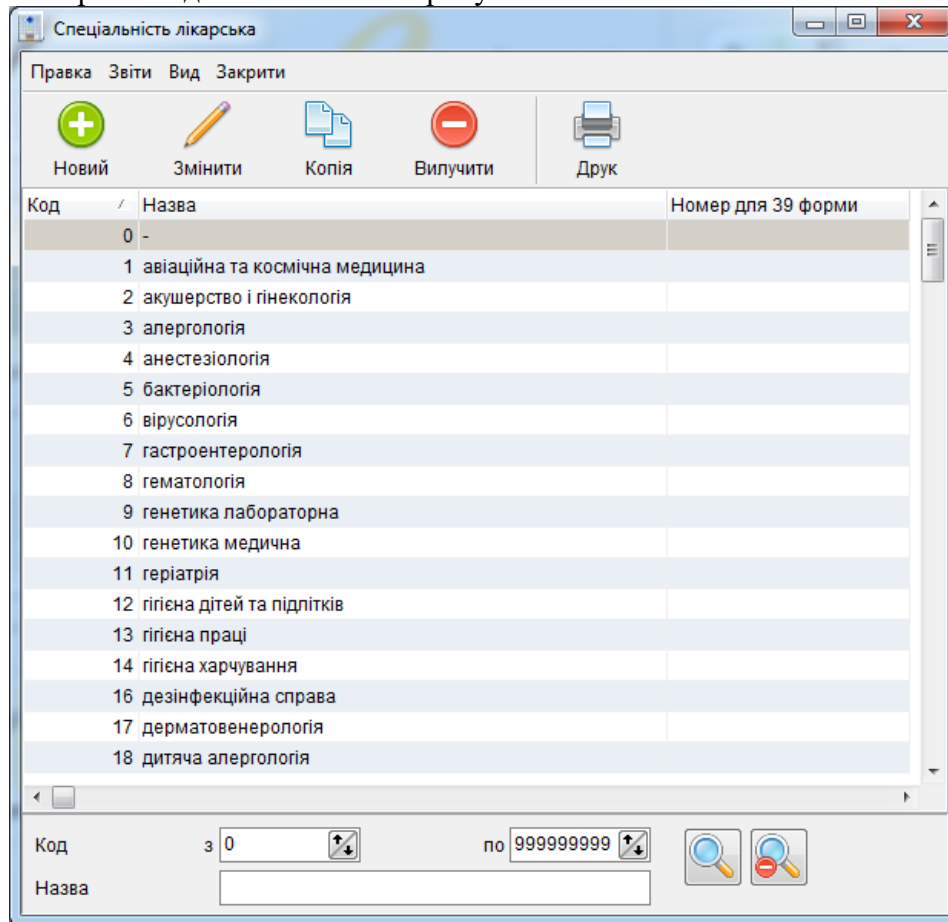 Спеціальність лікарська
Правка Звіти Вид Закрити
Новий Змінити Копія Вилучити Друк
Код Назва Номер для 39 форми
0 -
1 авіаційна та космічна медицина
2 акушерство і гінекологія
3 алергологія
4 анестезіологія
5 бактеріологія
6 вірусологія
7 гастроентерологія
8 гематологія
9 генетика лабораторна
10 генетика медична
11 геріатрія
12 гігієна дітей та підлітків
13 гігієна праці
14 гігієна харчування
16 дезінфекційна справа
17 дерматовенерологія
18 дитяча алергологія
Код з 0 по 999999999
Назва